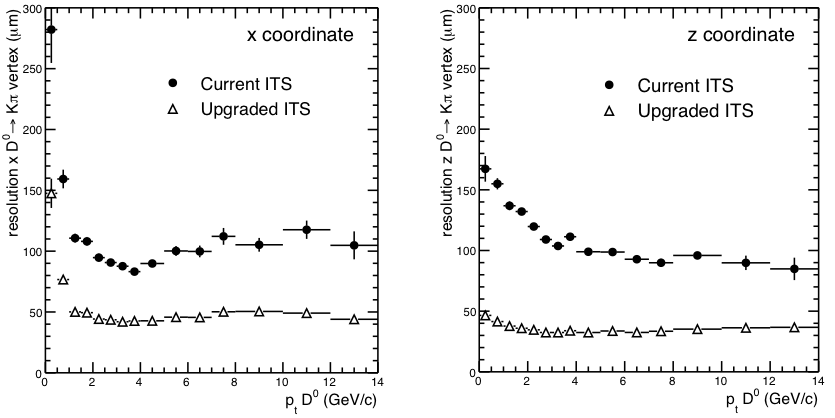 resolution x D⁰→ Kπ vertex (μm)
300
250
200
150
100
50
0
x coordinate
Current ITS
Upgraded ITS
0 2 4 6 8 10 12 14
pₜ D⁰ (GeV/c)
resolution z D⁰→ Kπ vertex (μm)
300
250
200
150
100
50
0
z coordinate
Current ITS
Upgraded ITS
0 2 4 6 8 10 12 14
pₜ D⁰ (GeV/c)